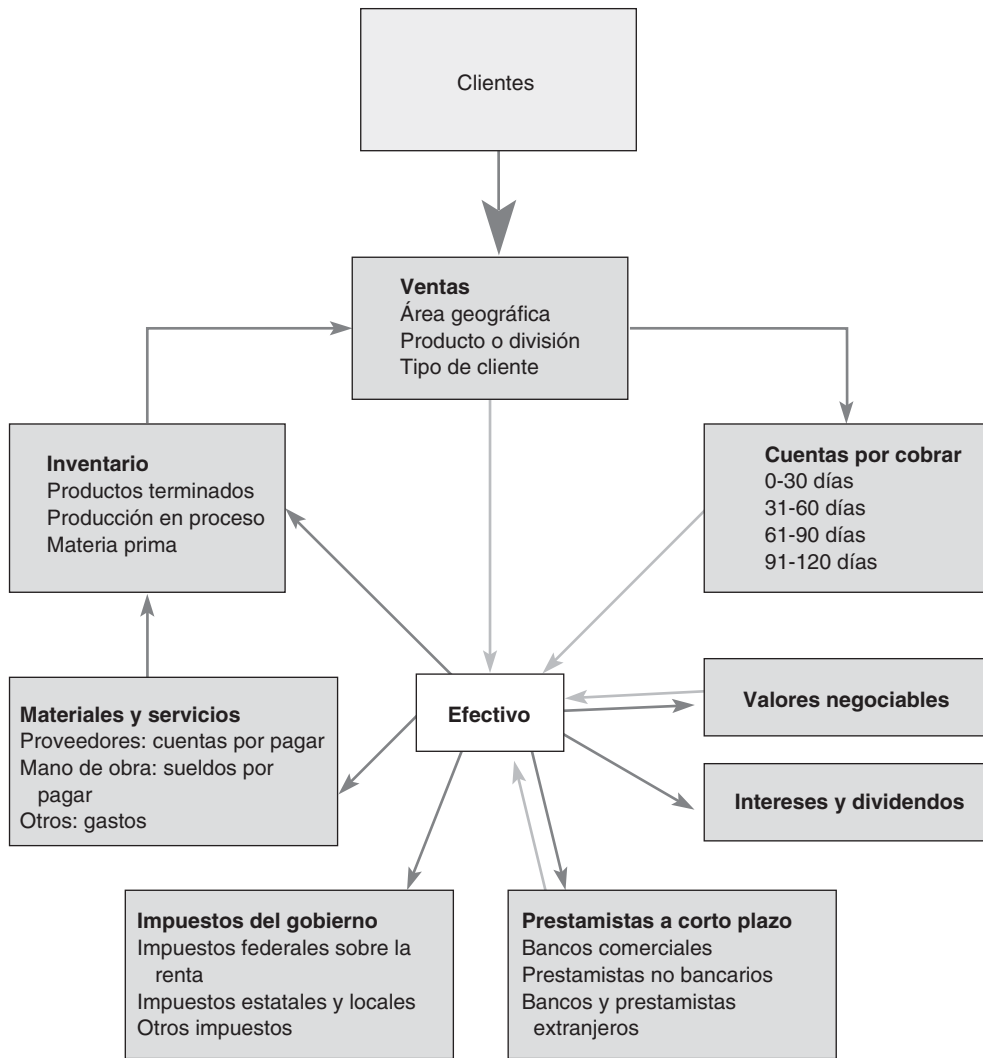 Clientes
Ventas
Área geográfica
Producto o división
Tipo de cliente
Inventario
Productos terminados
Producción en proceso
Materia prima
Cuentas por cobrar
0-30 días
31-60 días
61-90 días
91-120 días
Materiales y servicios
Proveedores: cuentas por pagar
Mano de obra: sueldos por
pagar
Otros: gastos
Efectivo
Valores negociables
Intereses y dividendos
Impuestos del gobierno
Impuestos federales sobre la
renta
Impuestos estatales y locales
Otros impuestos
Prestamistas a corto plazo
Bancos comerciales
Prestamistas no bancarios
Bancos y prestamistas
extranjeros